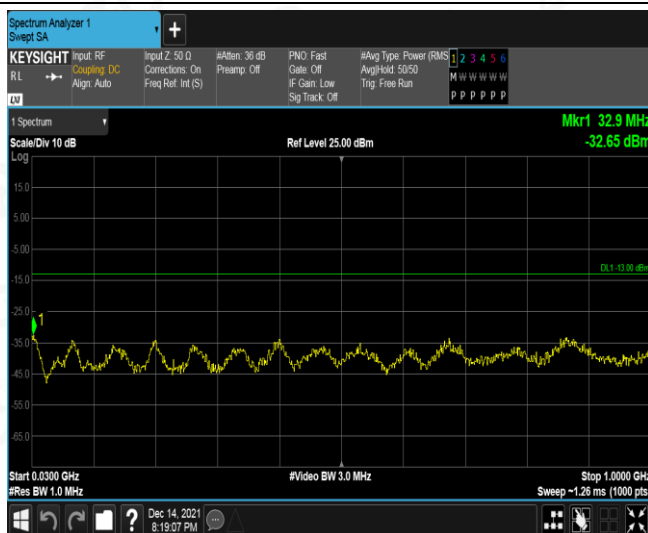 Spectrum Analyzer 1
Swept SA
+
KEYSIGHT
RL
LXI
Input: RF
Coupling: DC
Align: Auto
Input Z: 50 Ω
Corrections: On
Freq Ref: Int (S)
#Atten: 36 dB
Preamp: Off
PNO: Fast
Gate: Off
IF Gain: Low
Sig Track: Off
#Avg Type: Power (RMS
Avg|Hold: 50/50
Trig: Free Run
1 2 3 4 5 6
M W W W W W
P P P P P P
1 Spectrum
Scale/Div 10 dB
Ref Level 25.00 dBm
Mkr1 32.9 MHz
-32.65 dBm
Log
15.0
5.00
-5.00
-15.0
-25.0
-35.0
-45.0
-55.0
-65.0
DL1 -13.00 dBm
1
Start 0.0300 GHz
#Res BW 1.0 MHz
#Video BW 3.0 MHz
Stop 1.0000 GHz
Sweep ~1.26 ms (1000 pts
?
Dec 14, 2021
8:19:07 PM